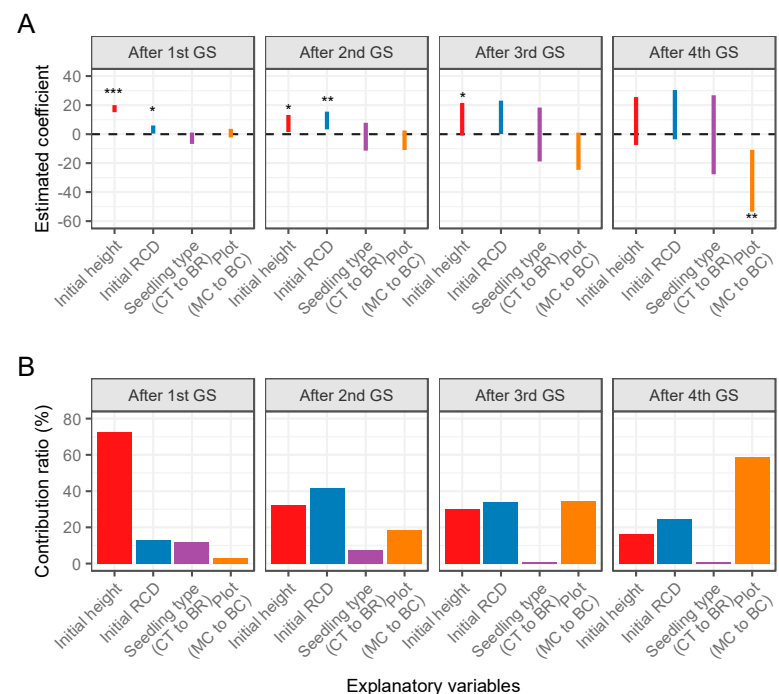 A
After 1st GS After 2nd GS After 3rd GS After 4th GS
Estimated coefficient
40
20
0
-20
-40
-60
*** * * ** * **
Initial height Initial RCD Seedling type (CT to BR) Plot (MC to BC) Initial height Initial RCD Seedling type (CT to BR) Plot (MC to BC) Initial height Initial RCD Seedling type (CT to BR) Plot (MC to BC) Initial height Initial RCD Seedling type (CT to BR) Plot (MC to BC)
B
After 1st GS After 2nd GS After 3rd GS After 4th GS
Contribution ratio (%)
80
60
40
20
0
Initial height Initial RCD Seedling type (CT to BR) Plot (MC to BC) Initial height Initial RCD Seedling type (CT to BR) Plot (MC to BC) Initial height Initial RCD Seedling type (CT to BR) Plot (MC to BC) Initial height Initial RCD Seedling type (CT to BR) Plot (MC to BC)
Explanatory variables